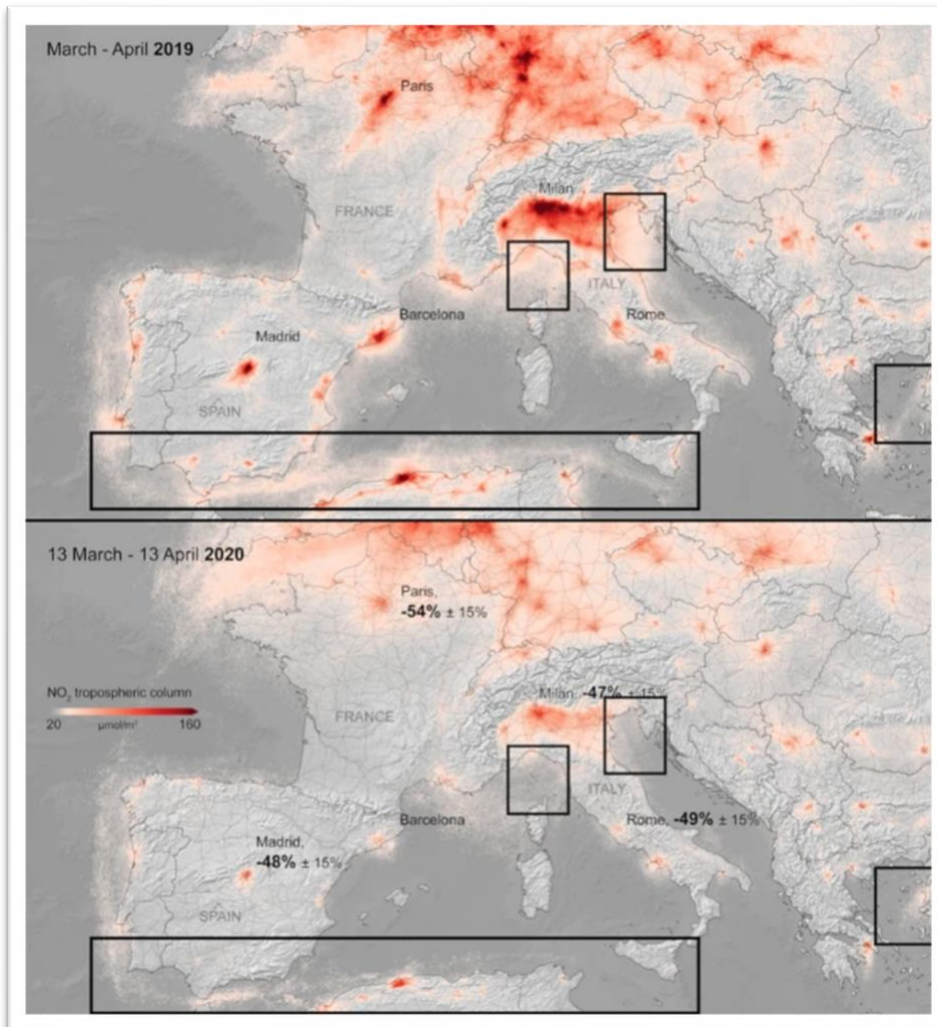 March - April 2019
Paris
Milan
FRANCE
ITALY
Barcelona
Rome
Madrid
SPAIN
13 March - 13 April 2020
Paris,
-54% ± 15%
NO₂ tropospheric column
Milan, -47% ± 15%
20 µmol/m² 160
FRANCE
ITALY
Barcelona
Rome, -49% ± 15%
Madrid,
-48% ± 15%
SPAIN